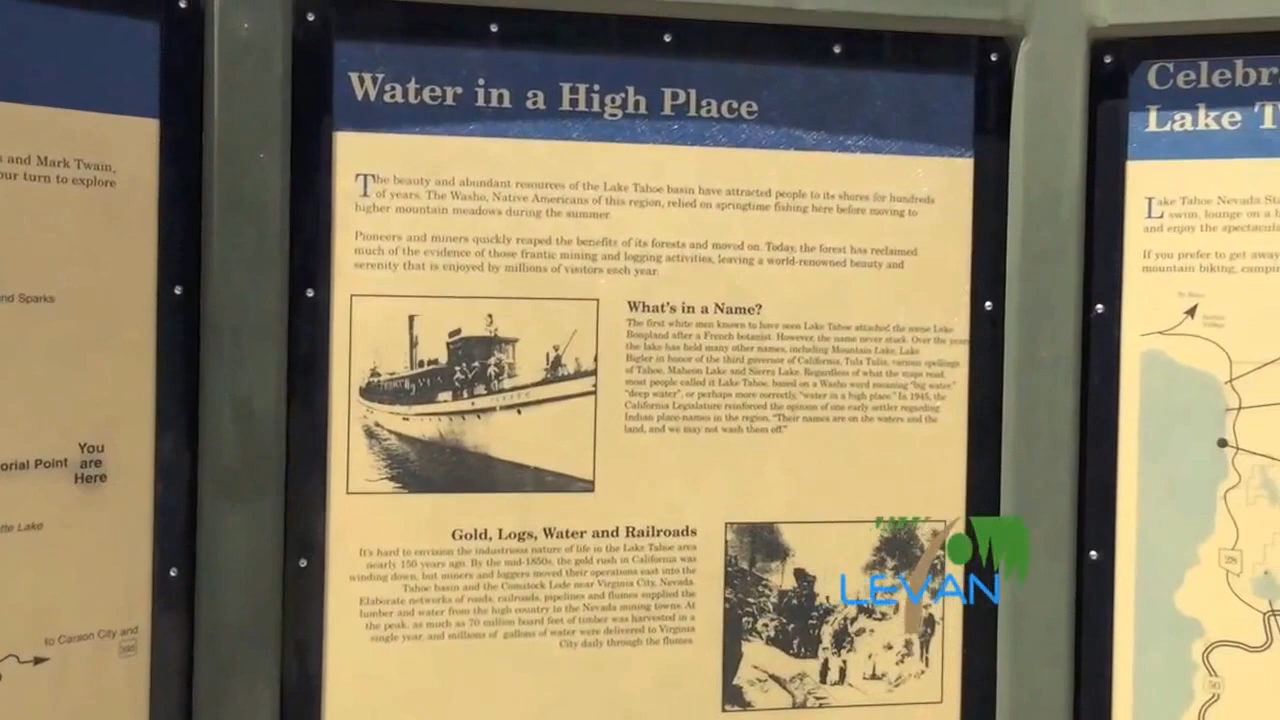 Water in a High Place
The beauty and abundant resources of the Lake Tahoe basin have attracted people to its shores for hundreds
of years. The Washo, Native Americans of this region, relied on springtime fishing here before moving to
higher mountain meadows during the summer.
Pioneers and miners quickly reaped the benefits of its forests and moved on. Today, the forest has reclaimed
much of the evidence of those frantic mining and logging activities, leaving a world-renowned beauty and
serenity that is enjoyed by millions of visitors each year.
What's in a Name?
The first white men known to have seen Lake Tahoe attached the name Lake
Bonpland after a French botanist. However, the name never stuck. Over the years
the lake has held many other names, including Mountain Lake, Lake
Bigler in honor of the third governor of California, Tula Tulia, various spellings
of Tahoe, Maheon Lake and Sierra Lake. Regardless of what the maps read,
most people called it Lake Tahoe, based on a Washo word meaning "big water,"
"deep water", or perhaps more correctly, "water in a high place." In 1945, the
California Legislature reinforced the opinion of one early settler regarding
Indian place-names in the region, "Their names are on the waters and the
land, and we may not wash them off."
Gold, Logs, Water and Railroads
It's hard to envision the industrious nature of life in the Lake Tahoe area
nearly 150 years ago. By the mid-1850s, the gold rush in California was
winding down, but miners and loggers moved their operations east into the
Tahoe basin and the Comstock Lode near Virginia City, Nevada.
Elaborate networks of roads, railroads, pipelines and flumes supplied the
lumber and water from the high country to the Nevada mining towns. At
the peak, as much as 70 million board feet of timber was harvested in a
single year, and millions of gallons of water were delivered to Virginia
City daily through the flumes.
LEVAN
s and Mark Twain,
our turn to explore
nd Sparks
orial Point
You
are
Here
tte Lake
to Carson City and
Celebr
Lake T
Lake Tahoe Nevada Sta
swim, lounge on a b
and enjoy the spectacula
If you prefer to get away
mountain biking, campin
28
50